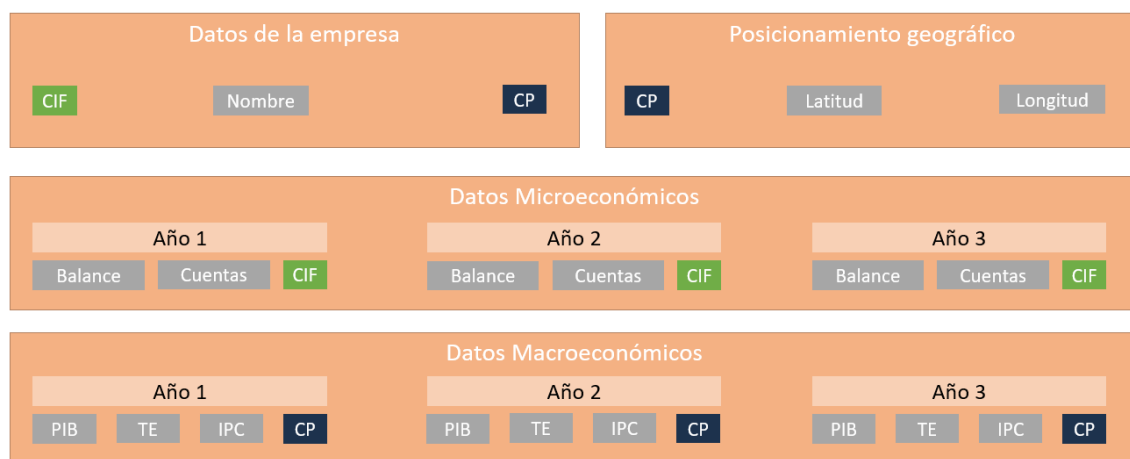 Datos de la empresa
CIF Nombre CP
Posicionamiento geográfico
CP Latitud Longitud
Datos Microeconómicos
Año 1 Año 2 Año 3
Balance Cuentas CIF Balance Cuentas CIF Balance Cuentas CIF
Datos Macroeconómicos
Año 1 Año 2 Año 3
PIB TE IPC CP PIB TE IPC CP PIB TE IPC CP